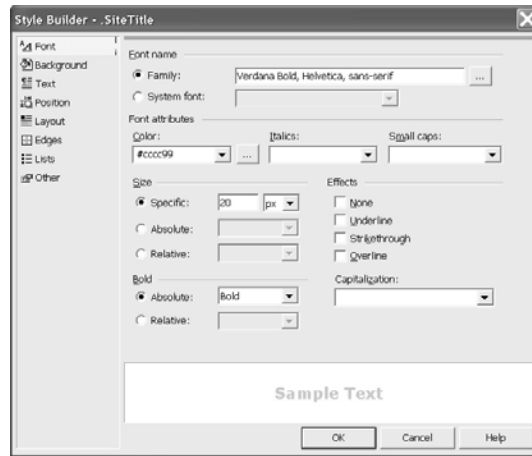 Style Builder - .SiteTitle
Font
Background
Text
Position
Layout
Edges
Lists
Other
Font name
Family:
Verdana Bold, Helvetica, sans-serif
...
System font:
Font attributes
Color:
Italics:
Small caps:
#cccc99
...
Size
Effects
Specific:
20
px
None
Underline
Absolute:
Strikethrough
Relative:
Overline
Bold
Capitalization:
Absolute:
Bold
Relative:
Sample Text
OK
Cancel
Help